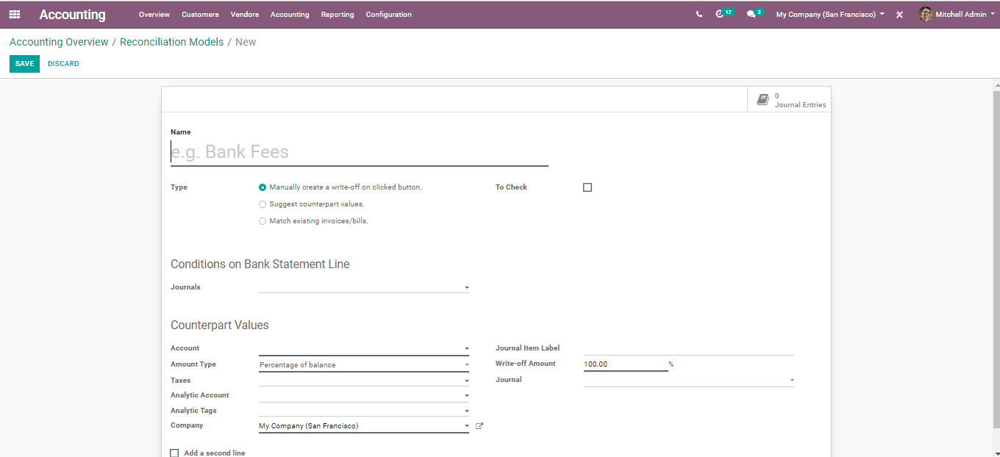 Accounting Overview Customers Vendors Accounting Reporting Configuration 17 2 My Company (San Francisco) Mitchell Admin
Accounting Overview / Reconciliation Models / New
SAVE DISCARD
0
Journal Entries
Name
e.g. Bank Fees
Type Manually create a write-off on clicked button. To Check
Suggest counterpart values.
Match existing invoices/bills.
Conditions on Bank Statement Line
Journals
Counterpart Values
Account Journal Item Label
Amount Type Percentage of balance Write-off Amount 100.00 %
Taxes Journal
Analytic Account
Analytic Tags
Company My Company (San Francisco)
Add a second line